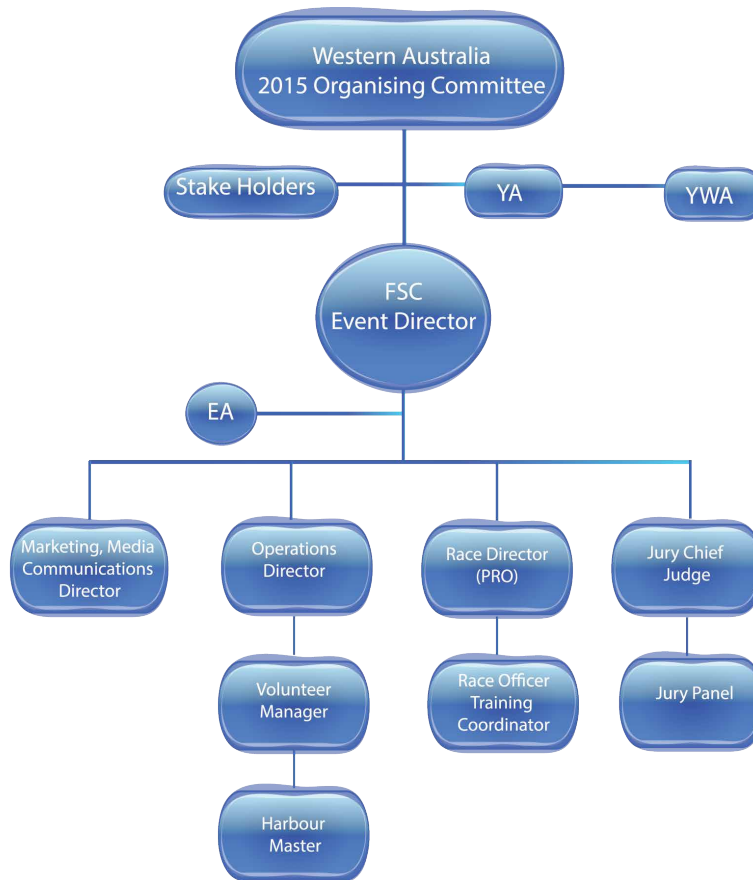 Western Australia
2015 Organising Committee
Stake Holders
YA
YWA
FSC
Event Director
EA
Marketing, Media
Communications
Director
Operations
Director
Race Director
(PRO)
Jury Chief
Judge
Volunteer
Manager
Race Officer
Training
Coordinator
Jury Panel
Harbour
Master